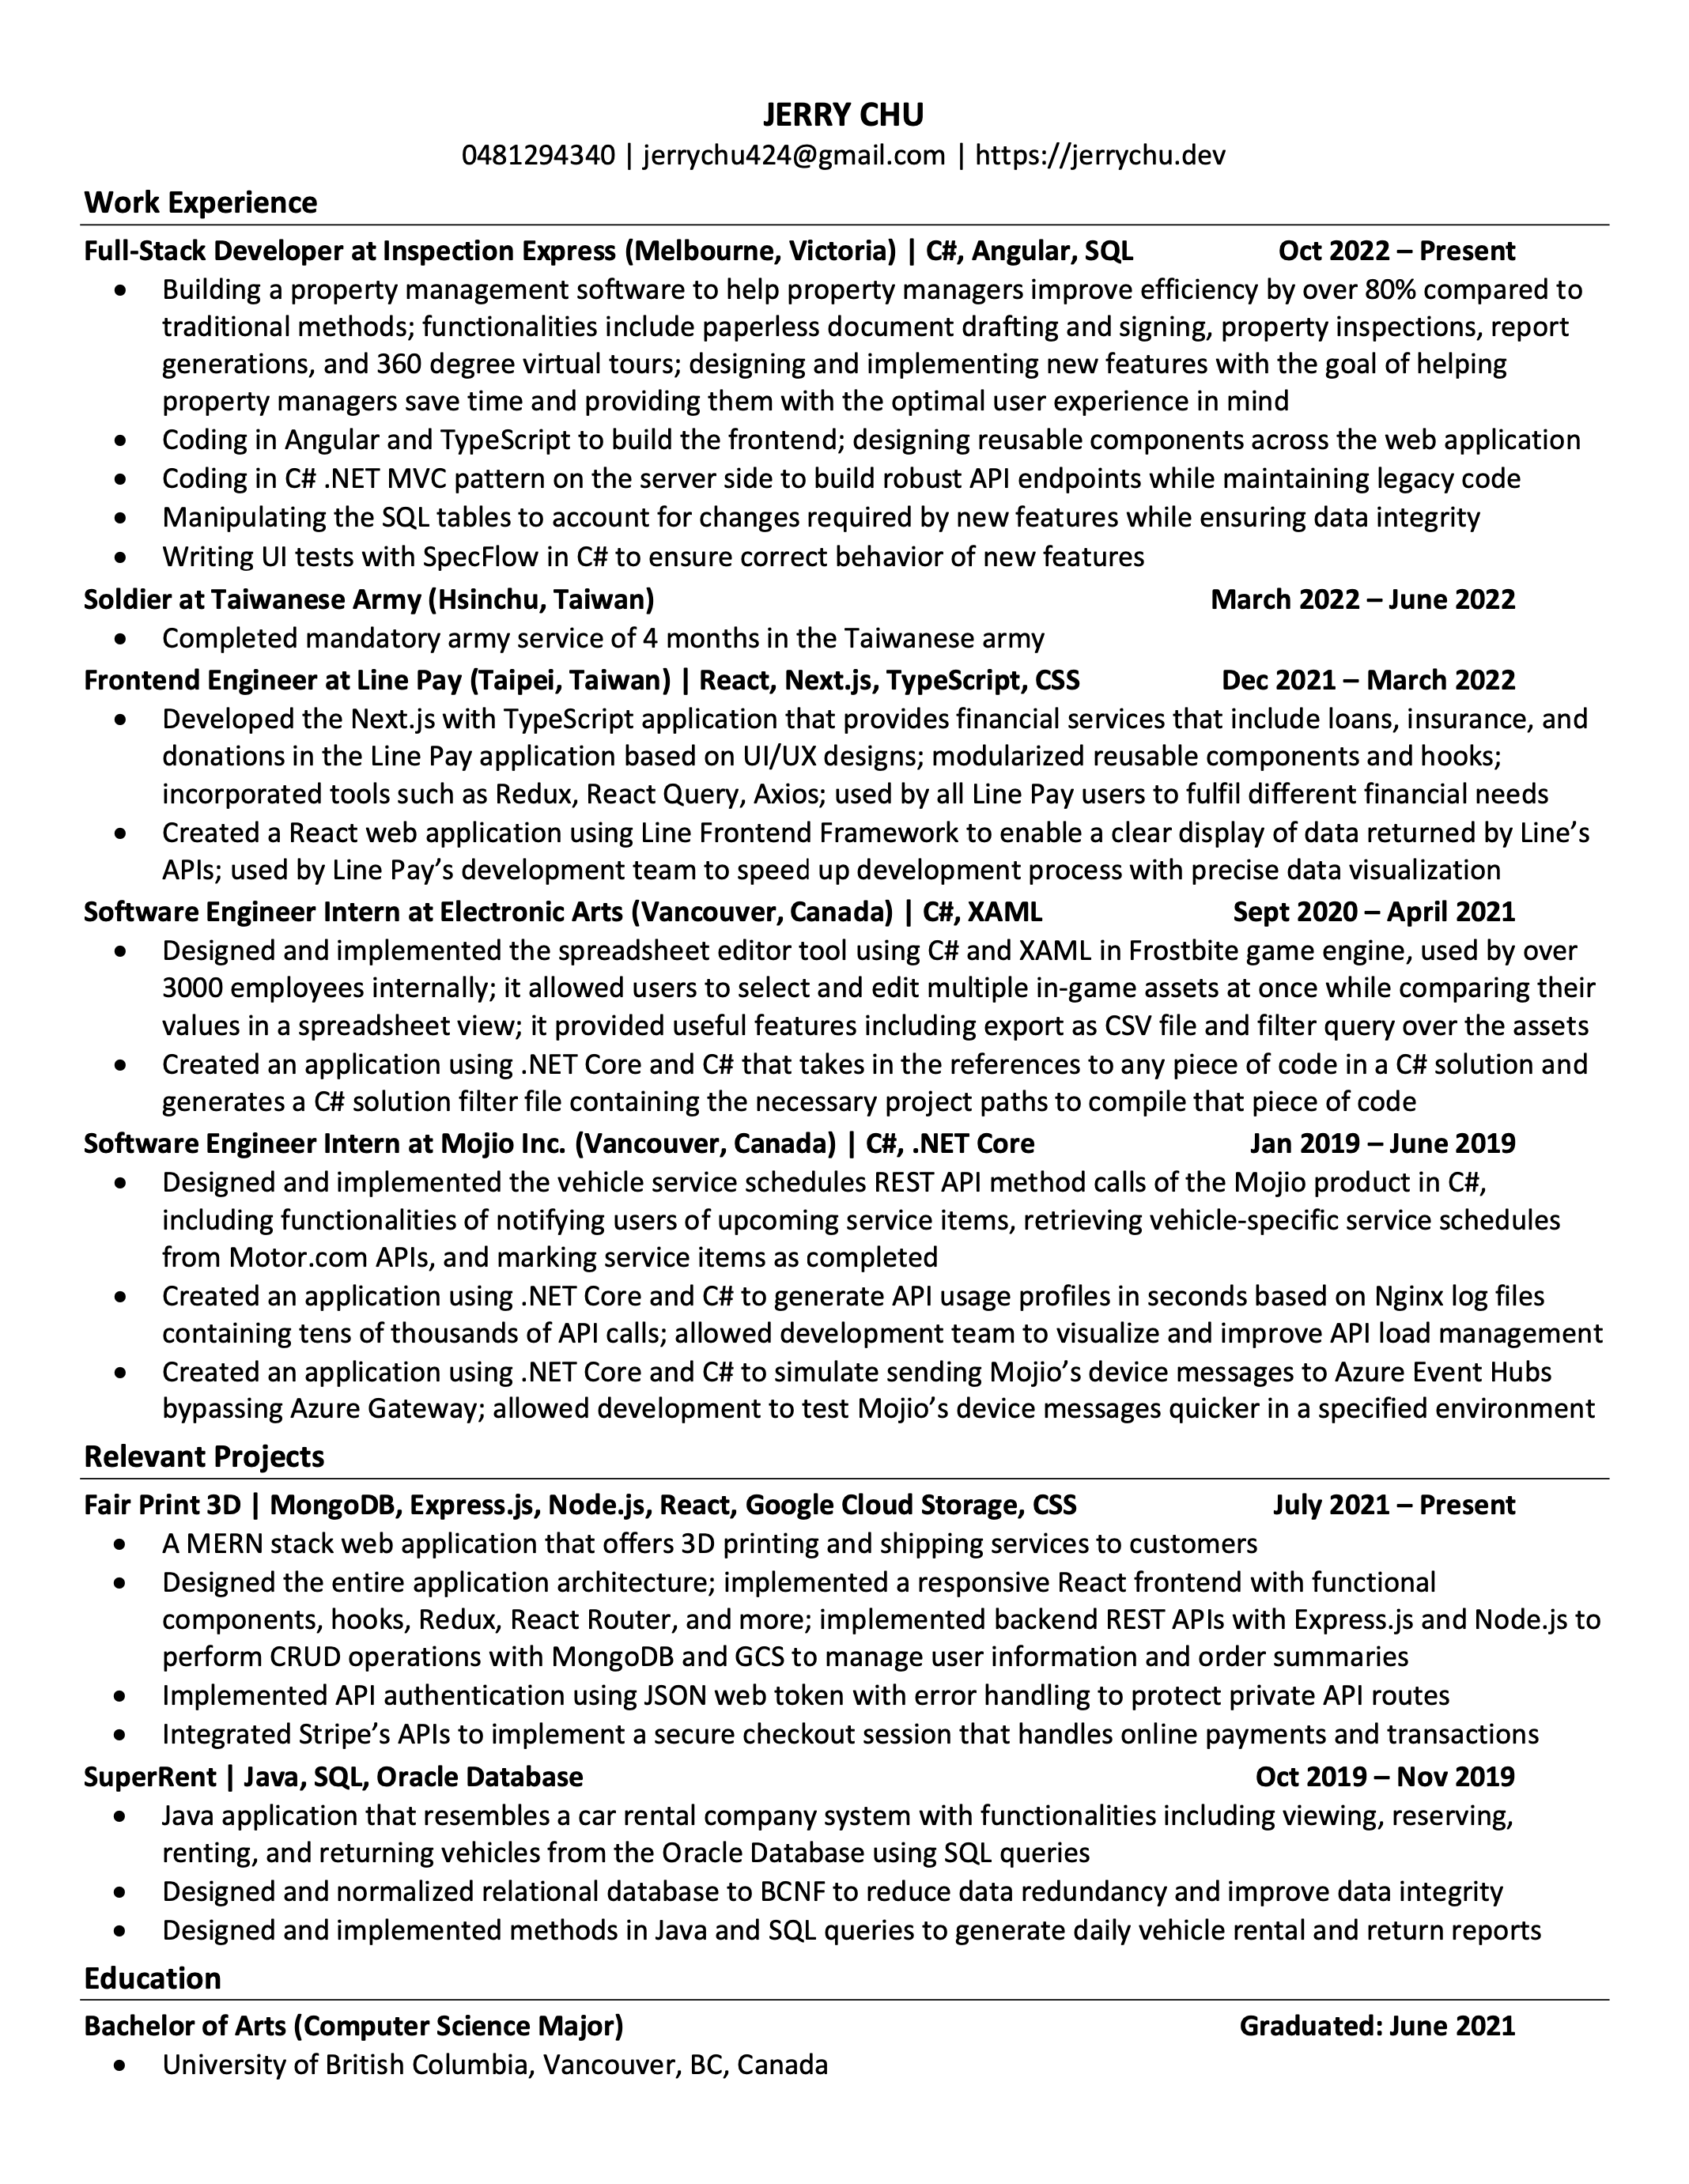 JERRY CHU
0481294340 | jerrychu424@gmail.com | https://jerrychu.dev
Work Experience
Full-Stack Developer at Inspection Express (Melbourne, Victoria) | C#, Angular, SQL Oct 2022 – Present
• Building a property management software to help property managers improve efficiency by over 80% compared to
traditional methods; functionalities include paperless document drafting and signing, property inspections, report
generations, and 360 degree virtual tours; designing and implementing new features with the goal of helping
property managers save time and providing them with the optimal user experience in mind
• Coding in Angular and TypeScript to build the frontend; designing reusable components across the web application
• Coding in C# .NET MVC pattern on the server side to build robust API endpoints while maintaining legacy code
• Manipulating the SQL tables to account for changes required by new features while ensuring data integrity
• Writing UI tests with SpecFlow in C# to ensure correct behavior of new features
Soldier at Taiwanese Army (Hsinchu, Taiwan) March 2022 – June 2022
• Completed mandatory army service of 4 months in the Taiwanese army
Frontend Engineer at Line Pay (Taipei, Taiwan) | React, Next.js, TypeScript, CSS Dec 2021 – March 2022
• Developed the Next.js with TypeScript application that provides financial services that include loans, insurance, and
donations in the Line Pay application based on UI/UX designs; modularized reusable components and hooks;
incorporated tools such as Redux, React Query, Axios; used by all Line Pay users to fulfil different financial needs
• Created a React web application using Line Frontend Framework to enable a clear display of data returned by Line’s
APIs; used by Line Pay’s development team to speed up development process with precise data visualization
Software Engineer Intern at Electronic Arts (Vancouver, Canada) | C#, XAML Sept 2020 – April 2021
• Designed and implemented the spreadsheet editor tool using C# and XAML in Frostbite game engine, used by over
3000 employees internally; it allowed users to select and edit multiple in-game assets at once while comparing their
values in a spreadsheet view; it provided useful features including export as CSV file and filter query over the assets
• Created an application using .NET Core and C# that takes in the references to any piece of code in a C# solution and
generates a C# solution filter file containing the necessary project paths to compile that piece of code
Software Engineer Intern at Mojio Inc. (Vancouver, Canada) | C#, .NET Core Jan 2019 – June 2019
• Designed and implemented the vehicle service schedules REST API method calls of the Mojio product in C#,
including functionalities of notifying users of upcoming service items, retrieving vehicle-specific service schedules
from Motor.com APIs, and marking service items as completed
• Created an application using .NET Core and C# to generate API usage profiles in seconds based on Nginx log files
containing tens of thousands of API calls; allowed development team to visualize and improve API load management
• Created an application using .NET Core and C# to simulate sending Mojio’s device messages to Azure Event Hubs
bypassing Azure Gateway; allowed development to test Mojio’s device messages quicker in a specified environment
Relevant Projects
Fair Print 3D | MongoDB, Express.js, Node.js, React, Google Cloud Storage, CSS July 2021 – Present
• A MERN stack web application that offers 3D printing and shipping services to customers
• Designed the entire application architecture; implemented a responsive React frontend with functional
components, hooks, Redux, React Router, and more; implemented backend REST APIs with Express.js and Node.js to
perform CRUD operations with MongoDB and GCS to manage user information and order summaries
• Implemented API authentication using JSON web token with error handling to protect private API routes
• Integrated Stripe’s APIs to implement a secure checkout session that handles online payments and transactions
SuperRent | Java, SQL, Oracle Database Oct 2019 – Nov 2019
• Java application that resembles a car rental company system with functionalities including viewing, reserving,
renting, and returning vehicles from the Oracle Database using SQL queries
• Designed and normalized relational database to BCNF to reduce data redundancy and improve data integrity
• Designed and implemented methods in Java and SQL queries to generate daily vehicle rental and return reports
Education
Bachelor of Arts (Computer Science Major) Graduated: June 2021
• University of British Columbia, Vancouver, BC, Canada